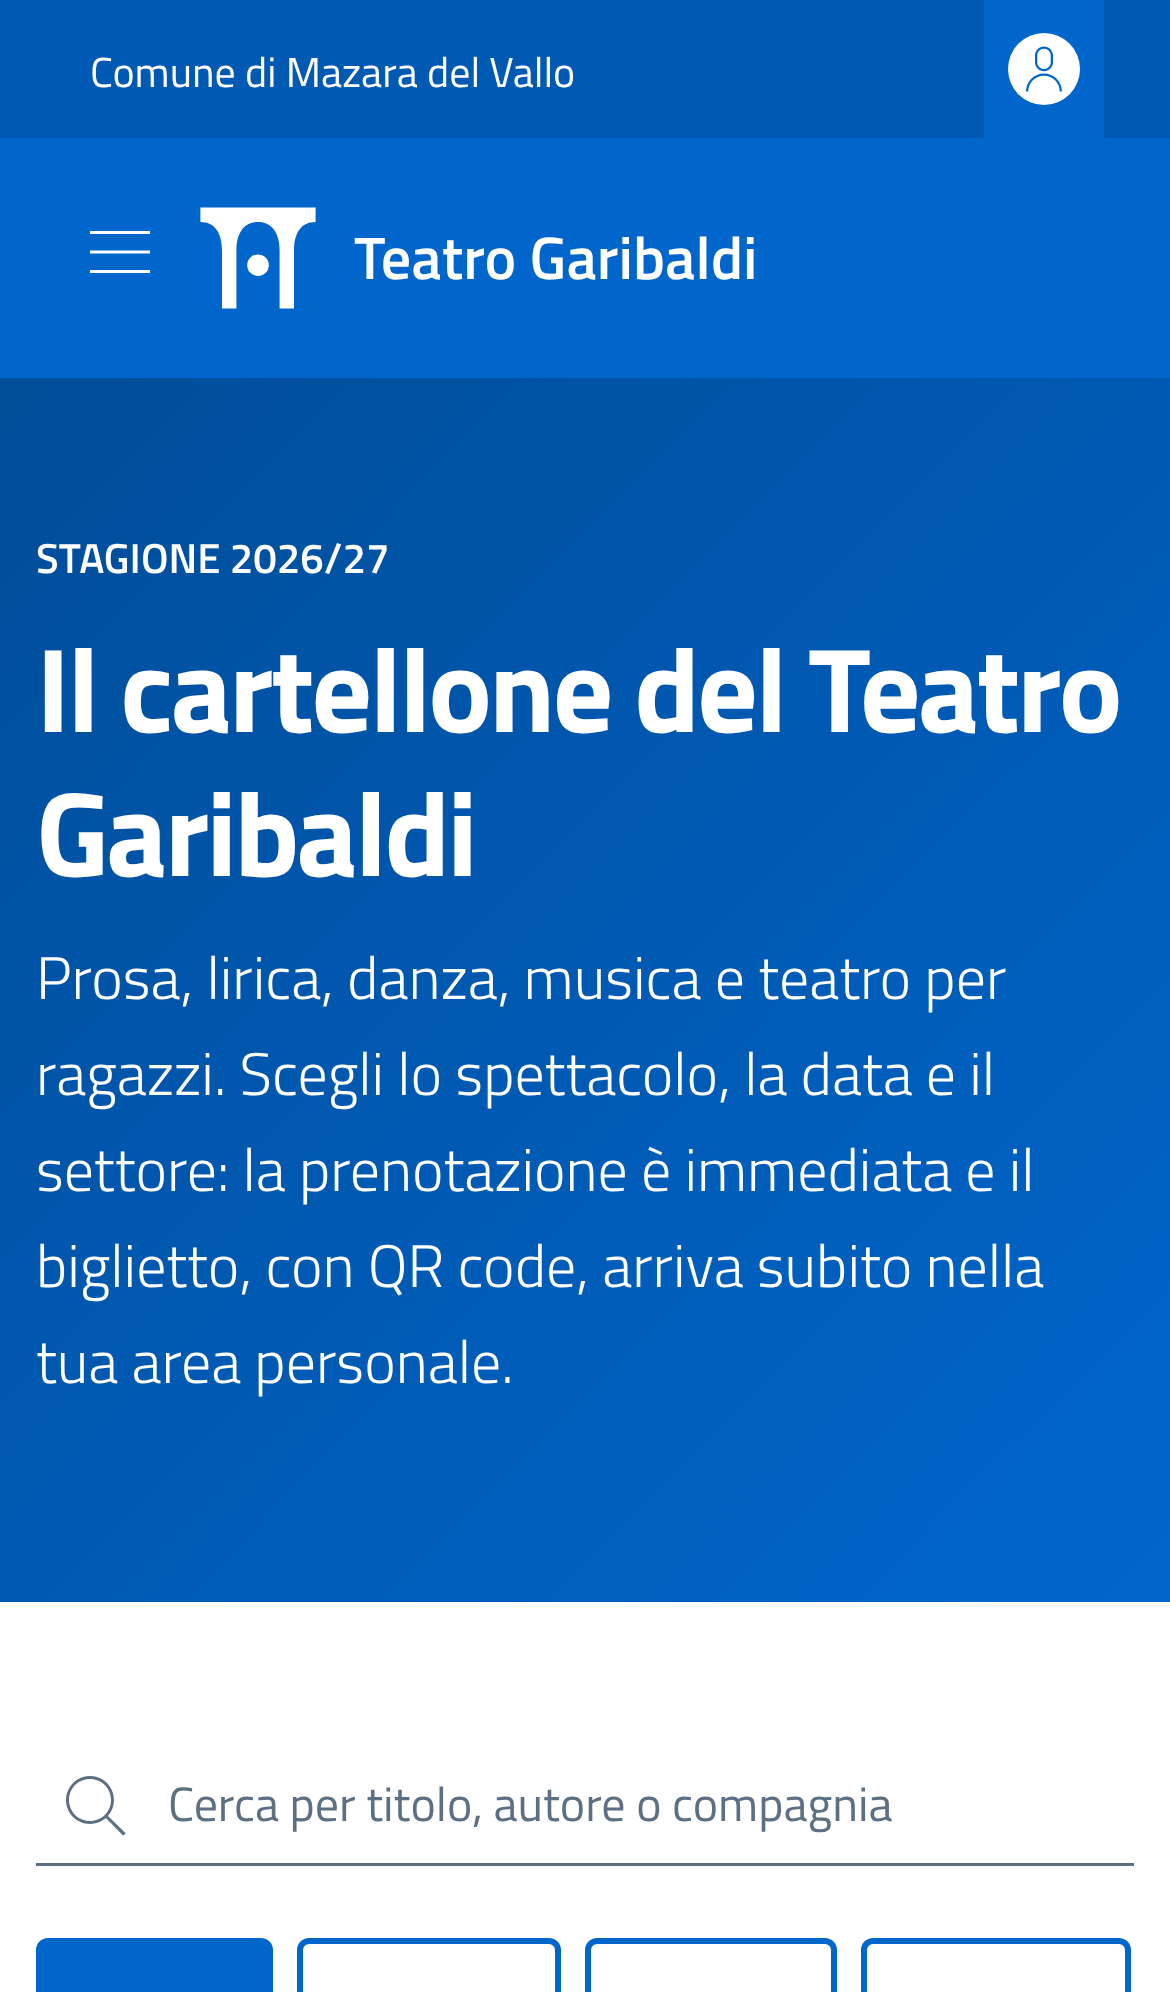 Comune di Mazara del Vallo
Teatro Garibaldi
STAGIONE 2026/27
Il cartellone del Teatro
Garibaldi
Prosa, lirica, danza, musica e teatro per
ragazzi. Scegli lo spettacolo, la data e il
settore: la prenotazione è immediata e il
biglietto, con QR code, arriva subito nella
tua area personale.
Cerca per titolo, autore o compagnia